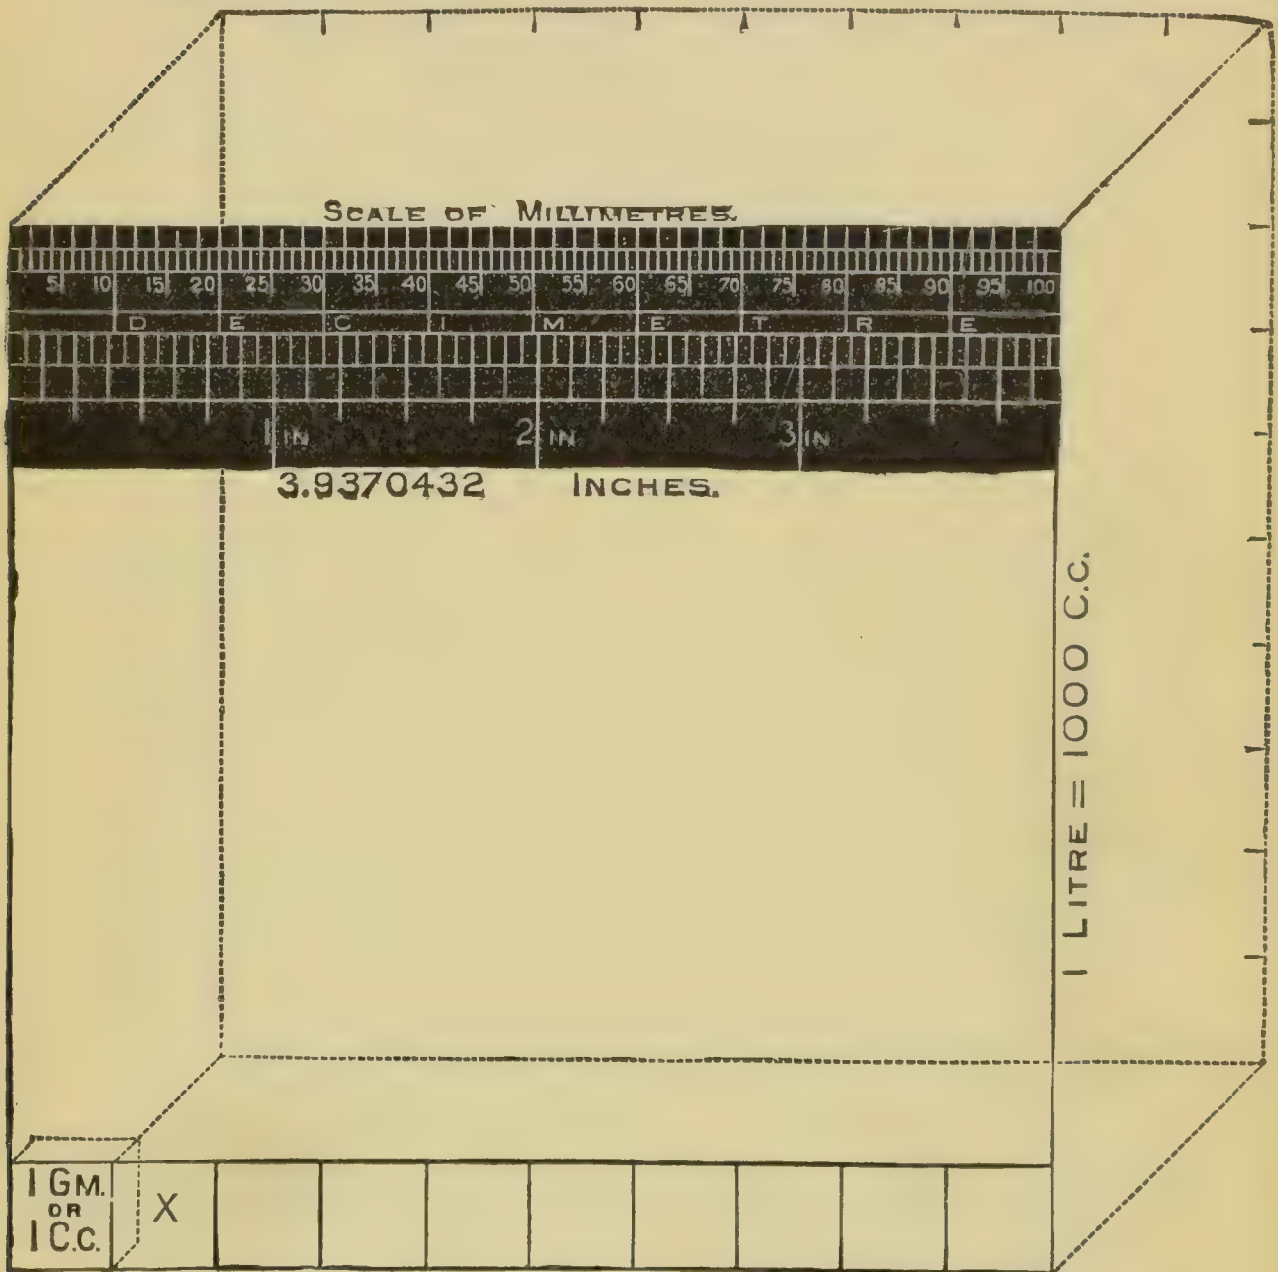 SCALE OF MILLIMETRES.
5 10 15 20 25 30 35 40 45 50 55 60 65 70 75 80 85 90 95 100
D E C I M E T R E
1 IN 2 IN 3 IN
3.9370432 INCHES.
1 LITRE = 1000 C.C.
1 GM.
OR
1 C.C.
X